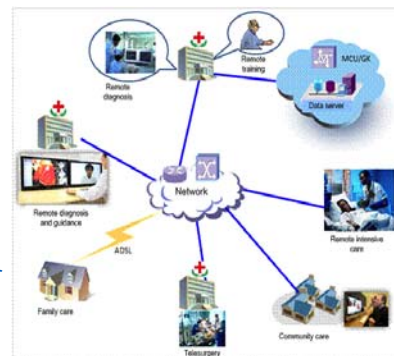 Remote
diagnosis
Remote
training
MCU/GK
Data server
Network
Remote diagnosis
and guidance
Remote intensive
care
ADSL
Family care
Telesurgery
Community care